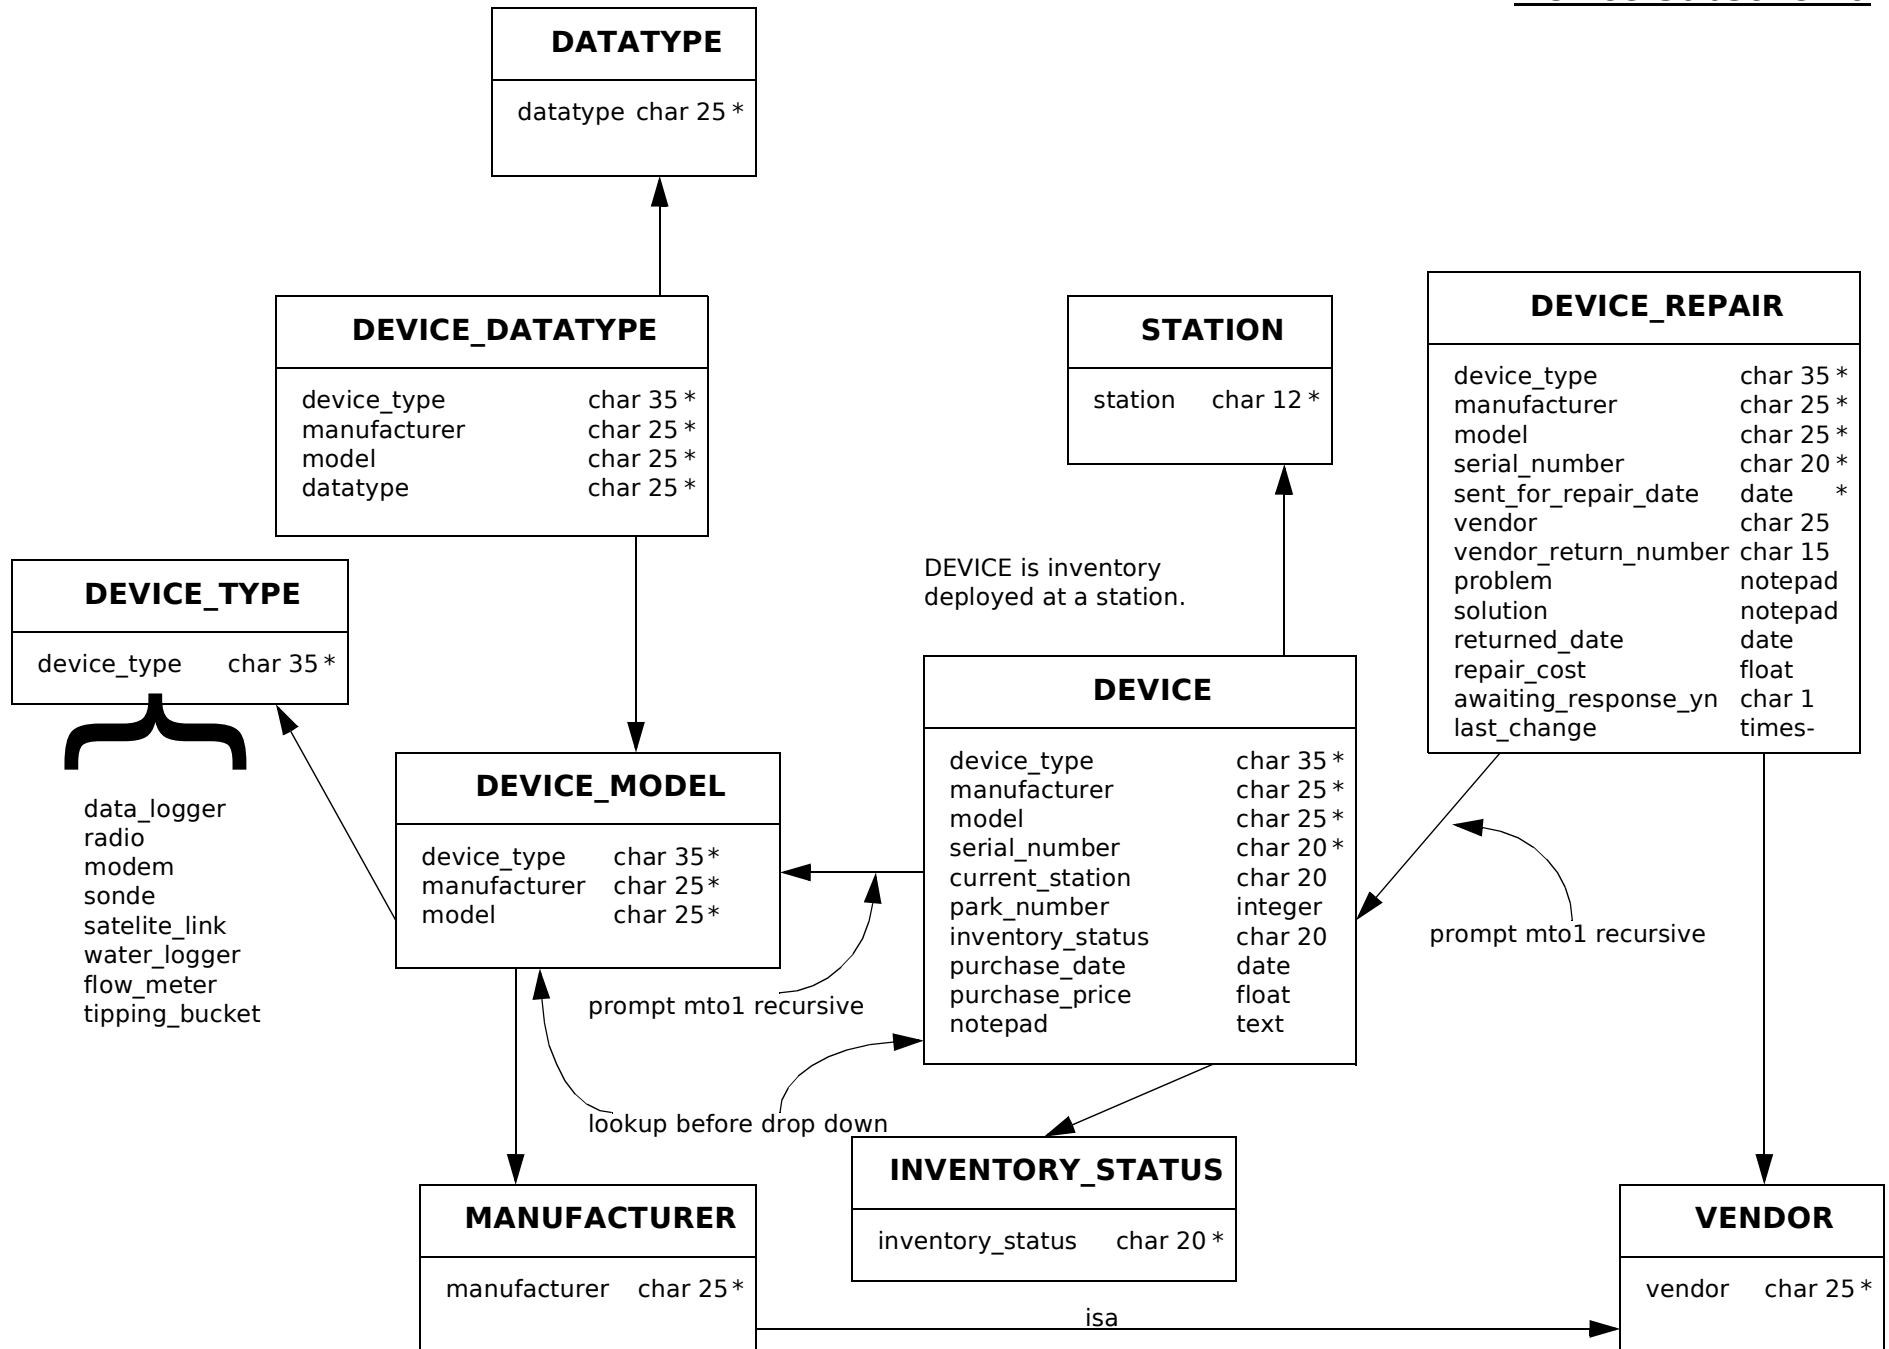 DATATYPE
datatype char 25 *
DEVICE_DATATYPE
device_type char 35 *
manufacturer char 25 *
model char 25 *
datatype char 25 *
STATION
station char 12 *
DEVICE_REPAIR
device_type char 35 *
manufacturer char 25 *
model char 25 *
serial_number char 20 *
sent_for_repair_date date *
vendor char 25
vendor_return_number char 15
problem notepad
solution notepad
returned_date date
repair_cost float
awaiting_response_yn char 1
last_change times-
DEVICE_TYPE
device_type char 35 *
data_logger
radio
modem
sonde
satelite_link
water_logger
flow_meter
tipping_bucket
DEVICE is inventory
deployed at a station.
DEVICE_MODEL
device_type char 35 *
manufacturer char 25 *
model char 25 *
DEVICE
device_type char 35 *
manufacturer char 25 *
model char 25 *
serial_number char 20 *
current_station char 20
park_number integer
inventory_status char 20
purchase_date date
purchase_price float
notepad text
prompt mto1 recursive
prompt mto1 recursive
lookup before drop down
INVENTORY_STATUS
inventory_status char 20 *
MANUFACTURER
manufacturer char 25 *
isa
VENDOR
vendor char 25 *